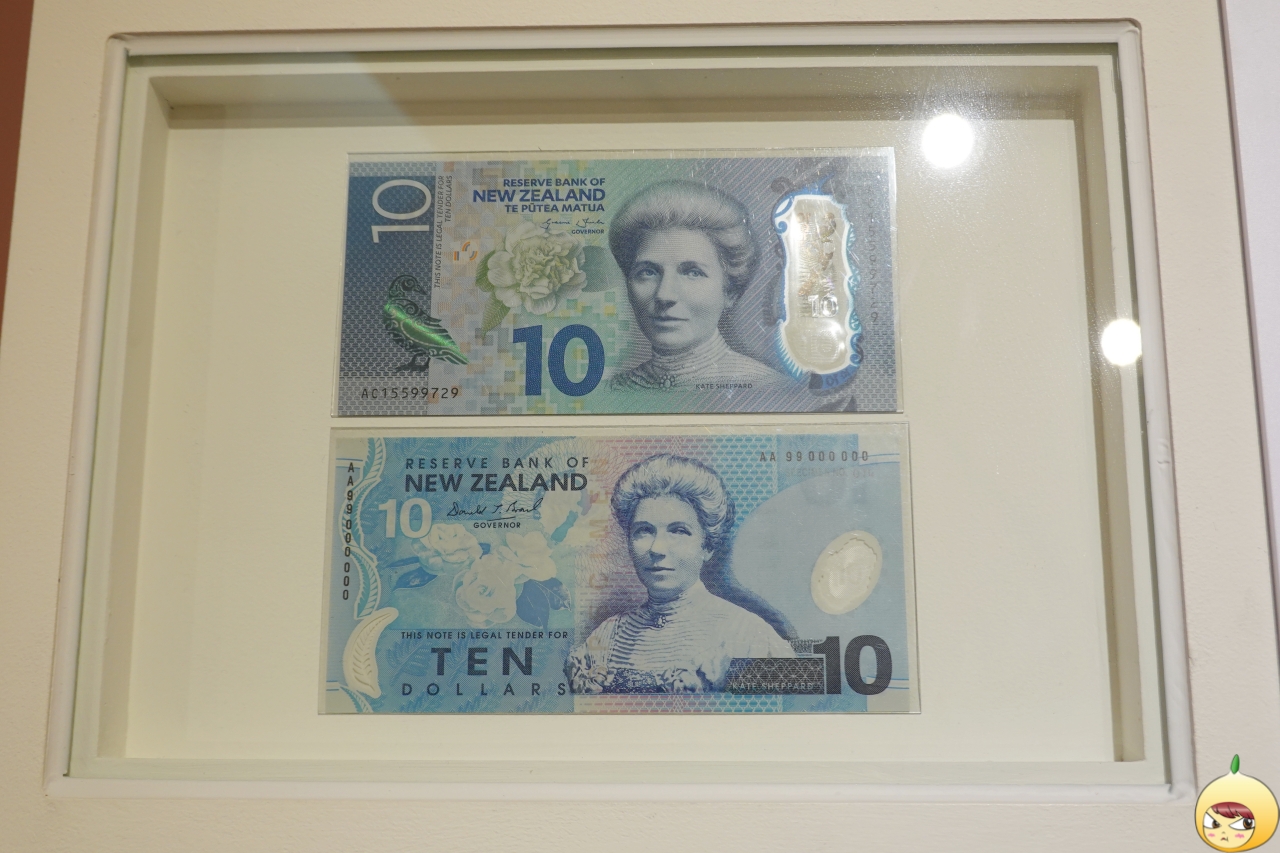 10
THIS NOTE IS LEGAL TENDER FOR
TEN DOLLARS
RESERVE BANK OF
NEW ZEALAND
TE PŪTEA MATUA
GOVERNOR
10
KATE SHEPPARD
10
AC15599729
RESERVE BANK OF
NEW ZEALAND
AA 99000000
AA99000000
10
GOVERNOR
THIS NOTE IS LEGAL TENDER FOR
TEN
DOLLARS
KATE SHEPPARD
10